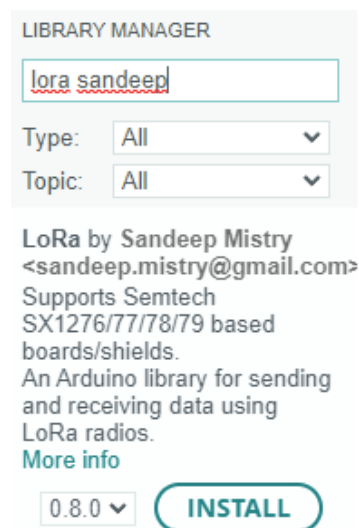 LIBRARY MANAGER
lora sandeep
Type: All
Topic: All
LoRa by Sandeep Mistry
<sandeep.mistry@gmail.com>
Supports Semtech
SX1276/77/78/79 based
boards/shields.
An Arduino library for sending
and receiving data using
LoRa radios.
More info
0.8.0 INSTALL